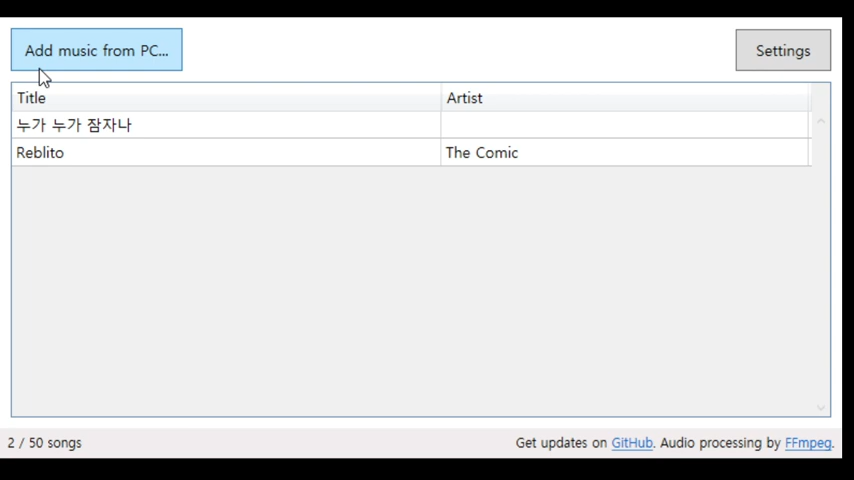 Add music from PC...
Settings
Title Artist
누가 누가 잠자나
Reblito The Comic
2 / 50 songs
Get updates on GitHub. Audio processing by FFmpeg.